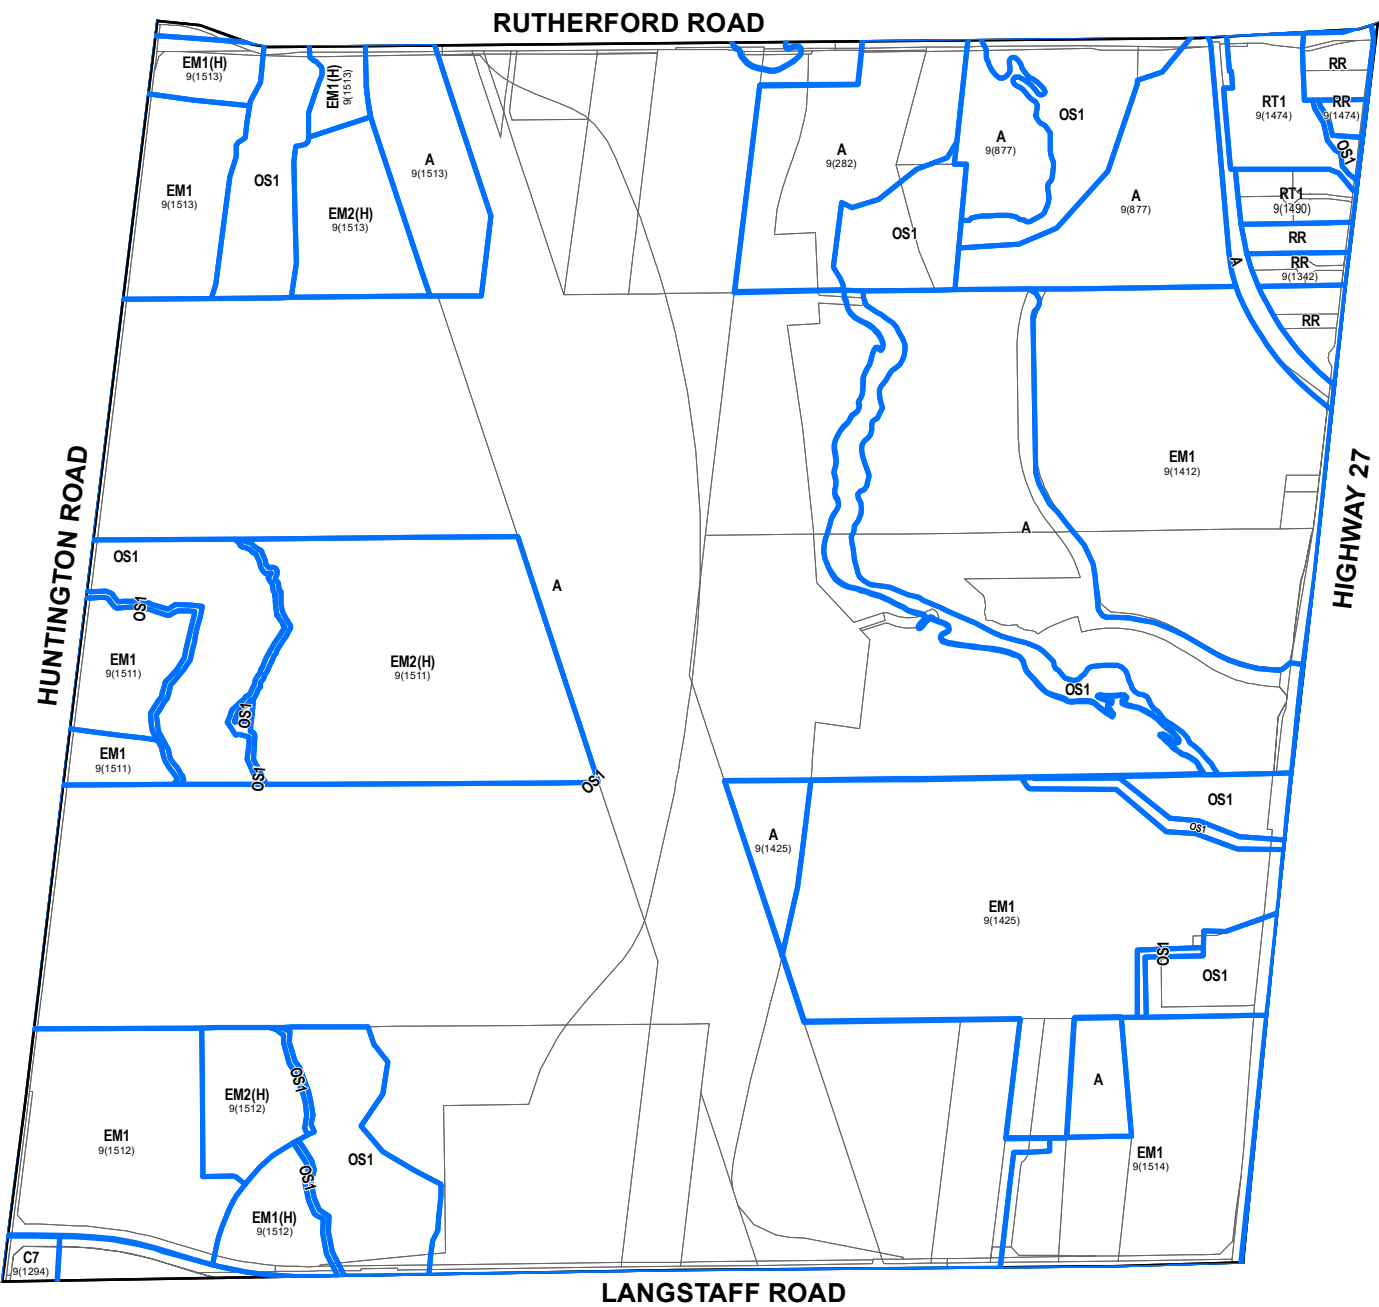 RUTHERFORD ROAD
EM1(H)
9(1513)
EM1(H)
9(1513)
RR
RT1
9(1474)
RR
9(1474)
OS1
OS1
A
9(877)
A
9(282)
A
9(1513)
OS1
EM1
9(1513)
EM2(H)
9(1513)
A
9(877)
RT1
9(1490)
OS1
RR
A
RR
9(1342)
RR
HUNTINGTON ROAD
EM1
9(1412)
HIGHWAY 27
A
OS1
A
OS1
EM1
9(1511)
EM2(H)
9(1511)
OS1
OS1
EM1
9(1511)
OS1
OS1
OS1
OS1
A
9(1425)
EM1
9(1425)
OS1
OS1
EM2(H)
9(1512)
OS1
A
EM1
9(1512)
OS1
OS1
EM1
9(1514)
EM1(H)
9(1512)
C7
9(1294)
LANGSTAFF ROAD